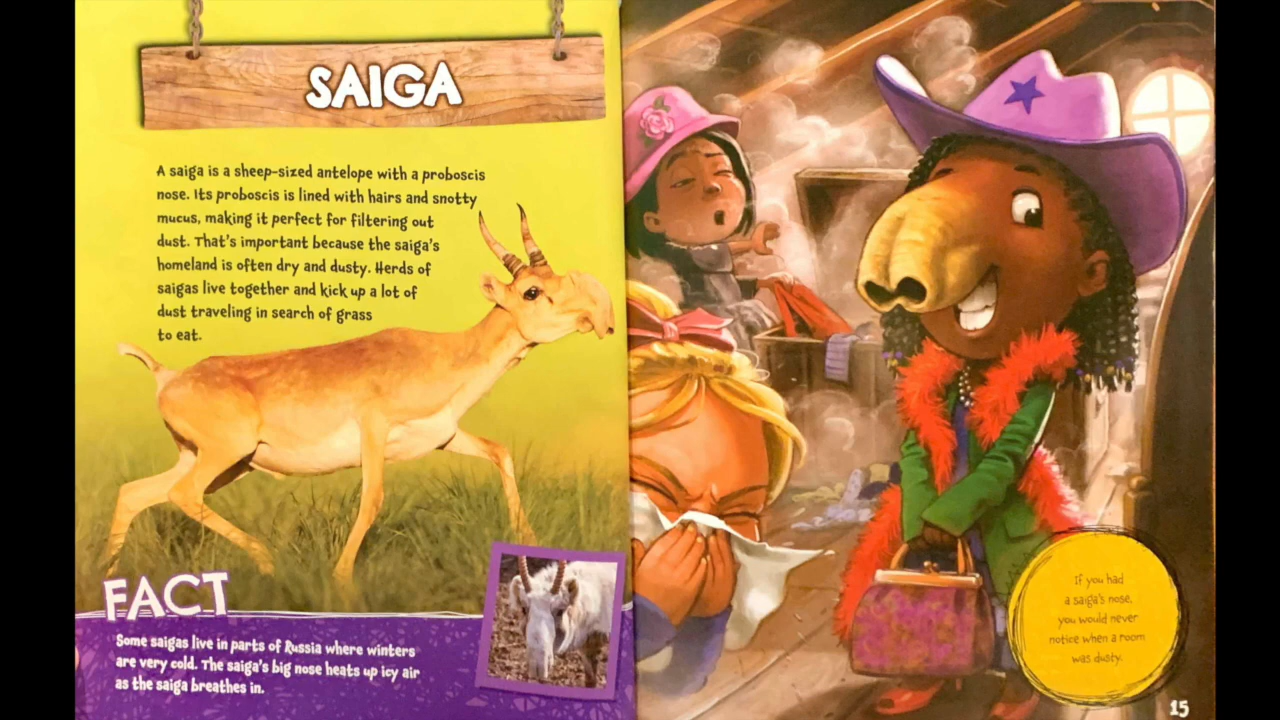 SAIGA
A saiga is a sheep-sized antelope with a proboscis
nose. Its proboscis is lined with hairs and snotty
mucus, making it perfect for filtering out
dust. That's important because the saiga's
homeland is often dry and dusty. Herds of
saigas live together and kick up a lot of
dust traveling in search of grass
to eat.
FACT
Some saigas live in parts of Russia where winters
are very cold. The saiga's big nose heats up icy air
as the saiga breathes in.
If you had
a saiga's nose,
you would never
notice when a room
was dusty.
15